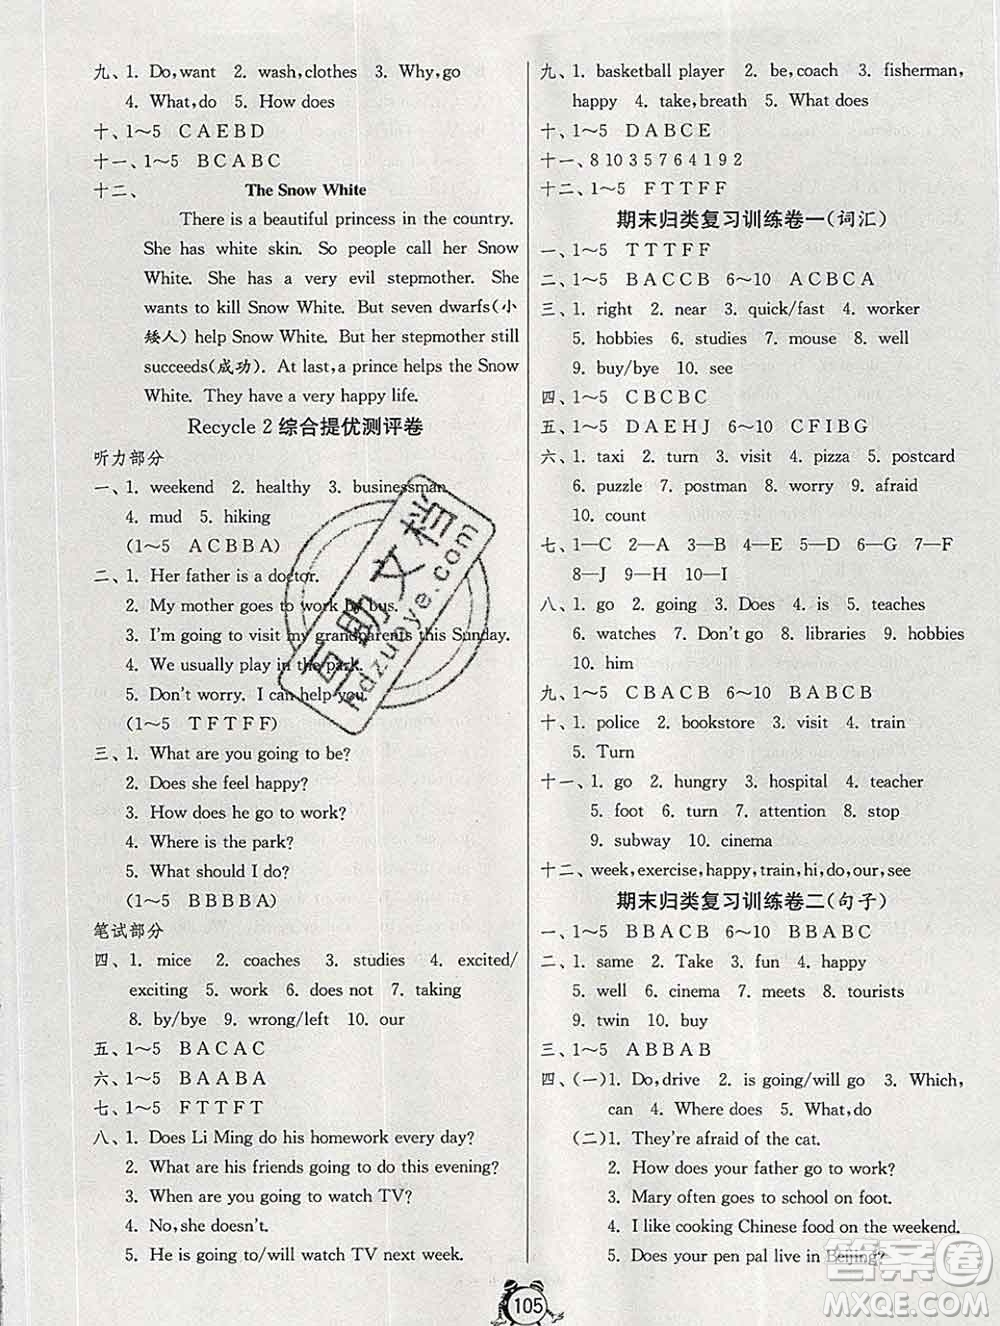 九、1. Do,want 2. wash,clothes 3. Why,go
4. What,do 5. How does
十、1～5 C A E B D
十一、1～5 B C A B C
十二、 The Snow White
There is a beautiful princess in the country.
She has white skin. So people call her Snow
White. She has a very evil stepmother. She
wants to kill Snow White. But seven dwarfs(小
矮人) help Snow White. But her stepmother still
succeeds(成功). At last,a prince helps the Snow
White. They have a very happy life.
Recycle 2 综合提优测评卷
听力部分
一、1. weekend 2. healthy 3. businessman
4. mud 5. hiking
(1～5 A C B B A)
二、1. Her father is a doctor.
2. My mother goes to work by bus.
3. I'm going to visit my grandparents this Sunday.
4. We usually play in the park.
5. Don't worry. I can help you.
(1～5 T F T F F)
三、1. What are you going to be?
2. Does she feel happy?
3. How does he go to work?
4. Where is the park?
5. What should I do?
(1～5 B B B B A)
笔试部分
四、1. mice 2. coaches 3. studies 4. excited/
exciting 5. work 6. does not 7. taking
8. by/bye 9. wrong/left 10. our
五、1～5 B A C A C
六、1～5 B A A B A
七、1～5 F T T F T
八、1. Does Li Ming do his homework every day?
2. What are his friends going to do this evening?
3. When are you going to watch TV?
4. No,she doesn't.
5. He is going to/will watch TV next week.
九、1. basketball player 2. be,coach 3. fisherman,
happy 4. take,breath 5. What does
十、1～5 D A B C E
十一、8 10 3 5 7 6 4 1 9 2
十二、1～5 F T T F F
期末归类复习训练卷一(词汇)
一、1～5 T T T F F
二、1～5 B A C C B 6～10 A C B C A
三、1. right 2. near 3. quick/fast 4. worker
5. hobbies 6. studies 7. mouse 8. well
9. buy/bye 10. see
四、1～5 C B C B C
五、1～5 D A E H J 6～10 C F I B G
六、1. taxi 2. turn 3. visit 4. pizza 5. postcard
6. puzzle 7. postman 8. worry 9. afraid
10. count
七、1—C 2—A 3—B 4—G 5—D 6—E 7—F
8—J 9—I 10—H
八、1. go 2. going 3. Does 4. is 5. teaches
6. watches 7. Don't go 8. libraries 9. hobbies
10. him
九、1～5 C B A C B 6～10 B A B C B
十、1. police 2. bookstore 3. visit 4. train
5. Turn
十一、1. go 2. hungry 3. hospital 4. teacher
5. foot 6. turn 7. attention 8. stop
9. subway 10. cinema
十二、week,exercise,happy,train,hi,do,our,see
期末归类复习训练卷二(句子)
一、1～5 B B A C B 6～10 B B A B C
二、1. same 2. Take 3. fun 4. happy
5. well 6. cinema 7. meets 8. tourists
9. twin 10. buy
三、1～5 A B B A B
四、(一)1. Do,drive 2. is going/will go 3. Which,
can 4. Where does 5. What,do
(二)1. They're afraid of the cat.
2. How does your father go to work?
3. Mary often goes to school on foot.
4. I like cooking Chinese food on the weekend.
5. Does your pen pal live in Beijing?
105
互助文档
hdzuoye.com
答案圈
MXQE.COM